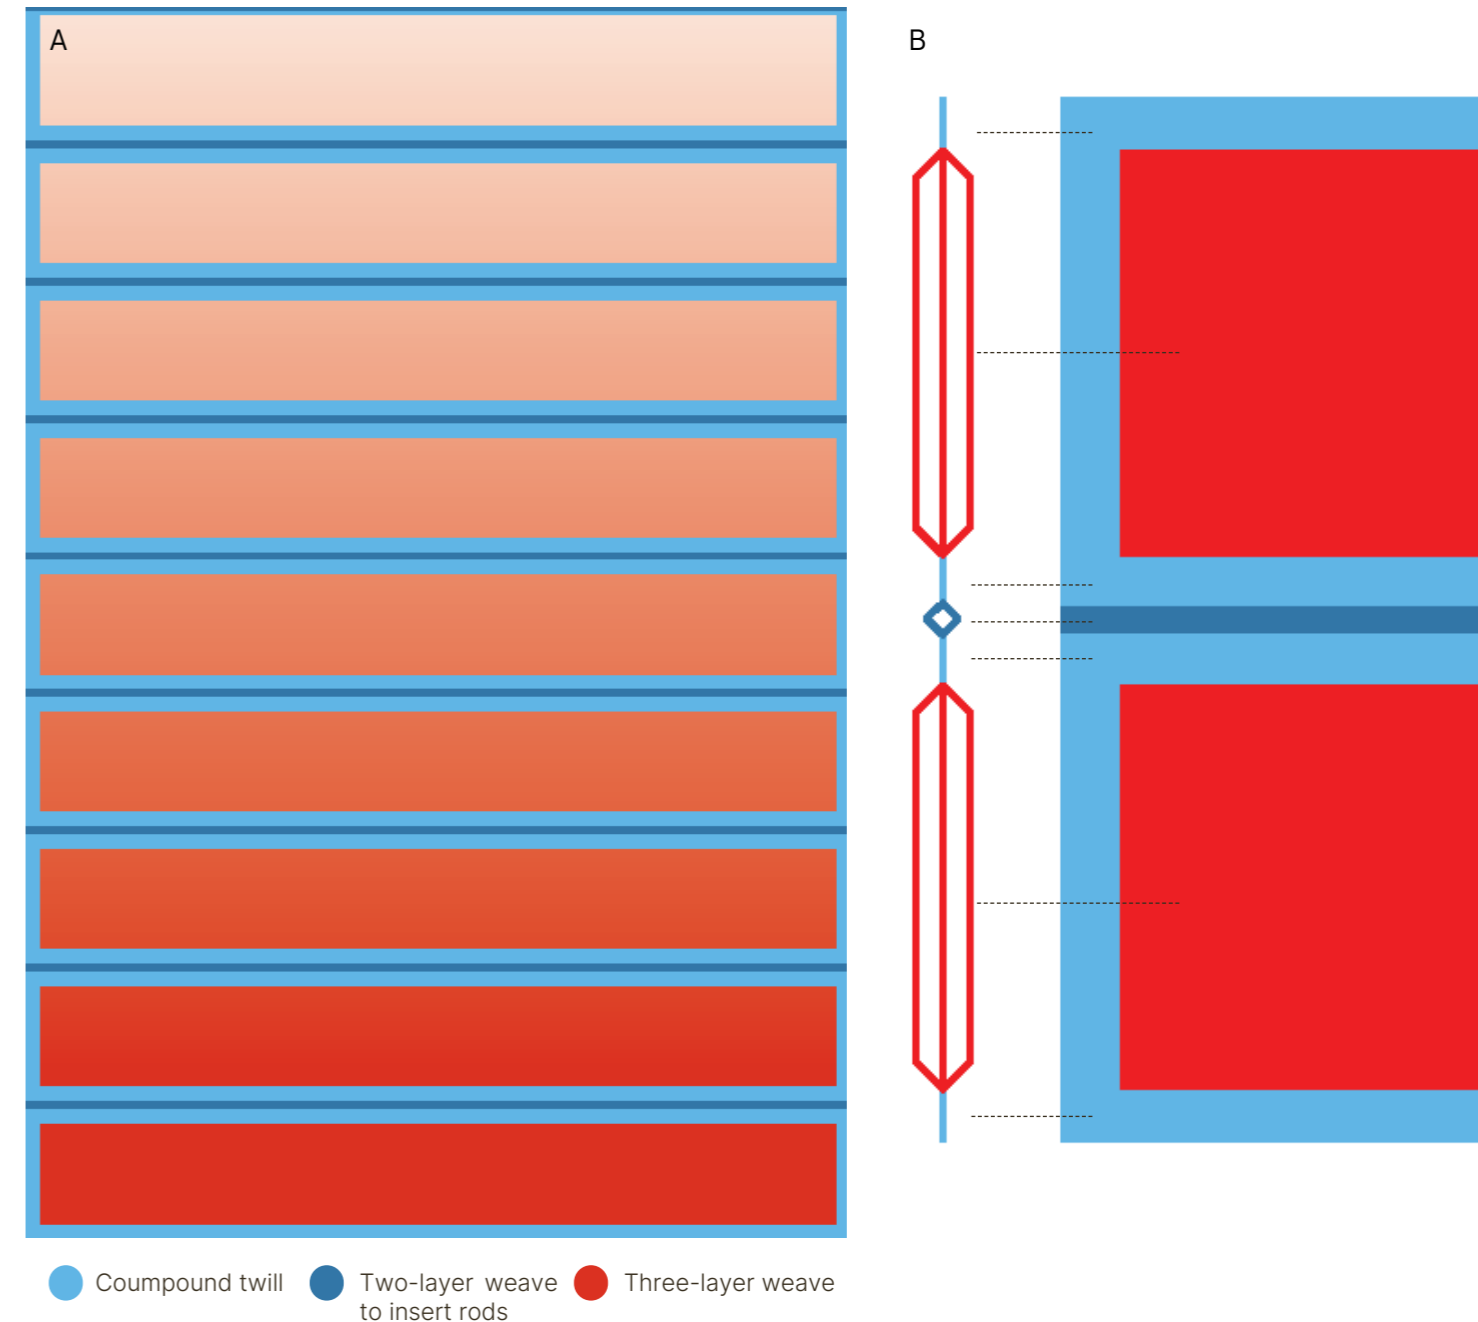 A
B
Coumpound twill
Two-layer weave
to insert rods
Three-layer weave